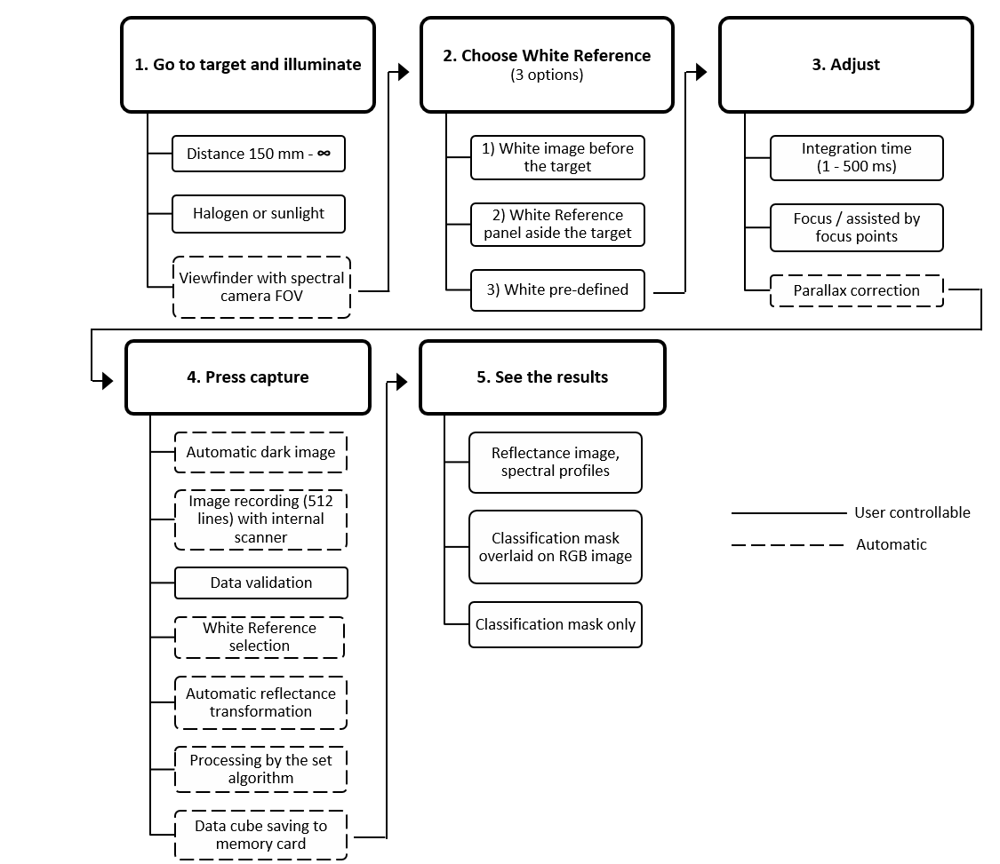 1. Go to target and illuminate
Distance 150 mm - ∞
Halogen or sunlight
Viewfinder with spectral
camera FOV
2. Choose White Reference
(3 options)
1) White image before
the target
2) White Reference
panel aside the target
3) White pre-defined
3. Adjust
Integration time
(1 - 500 ms)
Focus / assisted by
focus points
Parallax correction
4. Press capture
Automatic dark image
Image recording (512
lines) with internal
scanner
Data validation
White Reference
selection
Automatic reflectance
transformation
Processing by the set
algorithm
Data cube saving to
memory card
5. See the results
Reflectance image,
spectral profiles
Classification mask
overlaid on RGB image
Classification mask only
User controllable
Automatic